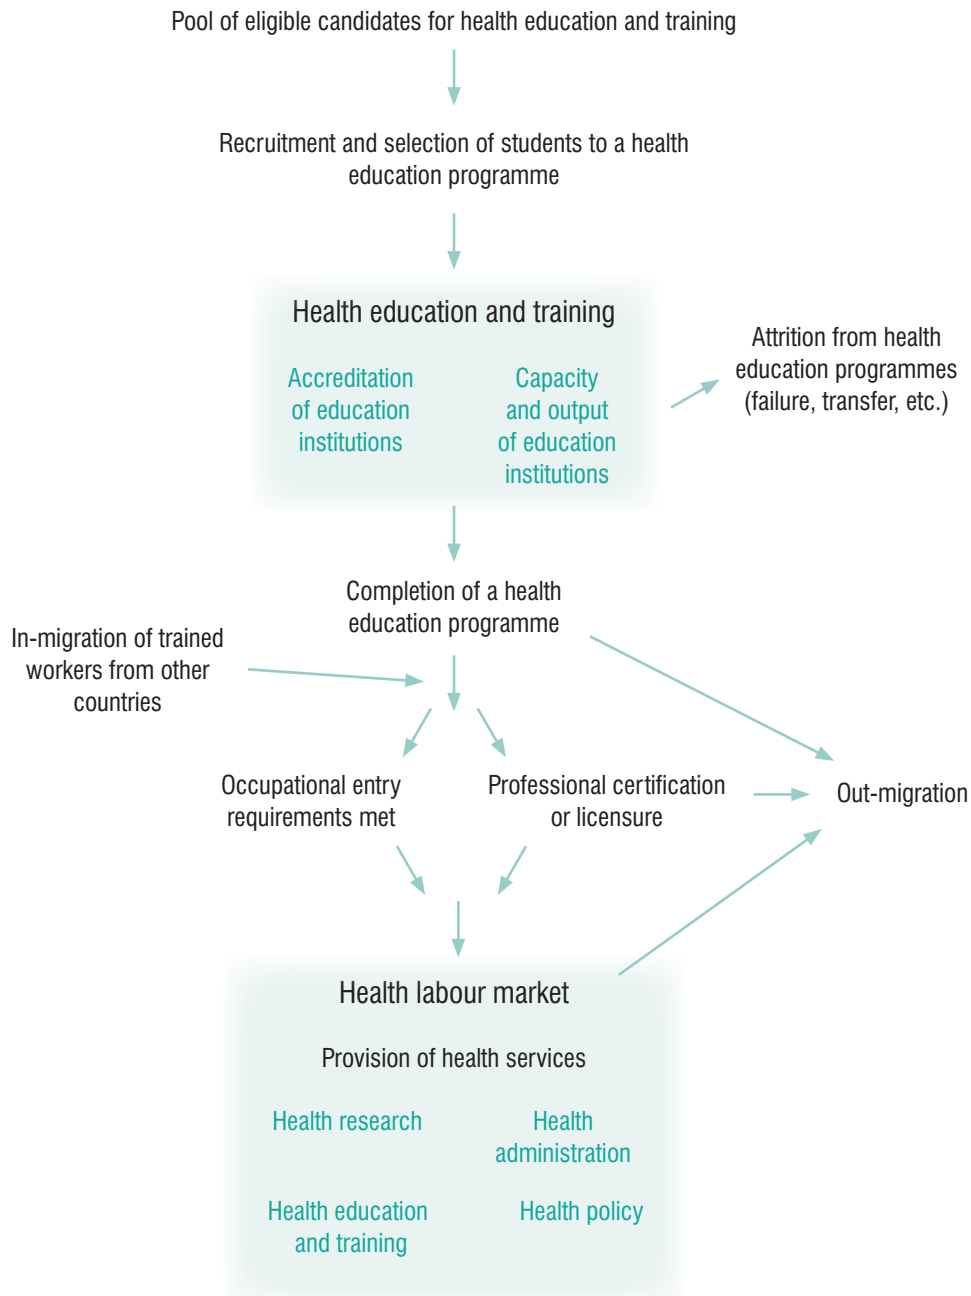 Pool of eligible candidates for health education and training
Recruitment and selection of students to a health
education programme
Health education and training
Accreditation
of education
institutions
Capacity
and output
of education
institutions
Attrition from health
education programmes
(failure, transfer, etc.)
Completion of a health
education programme
In-migration of trained
workers from other
countries
Occupational entry
requirements met
Professional certification
or licensure
Out-migration
Health labour market
Provision of health services
Health research
Health
administration
Health education
and training
Health policy